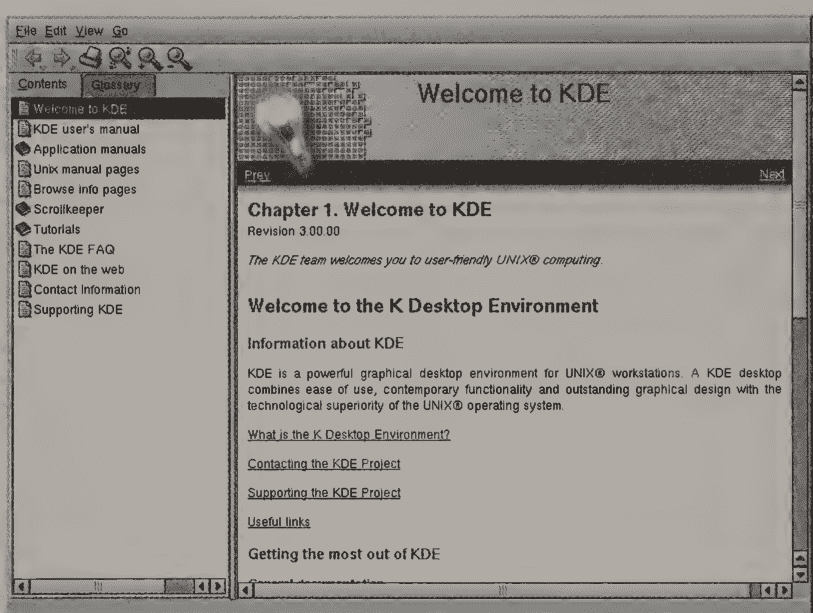 File Edit View Go
Contents Glossary
Welcome to KDE
KDE user's manual
Application manuals
Unix manual pages
Browse info pages
Scrollkeeper
Tutorials
The KDE FAQ
KDE on the web
Contact Information
Supporting KDE
Welcome to KDE
Prev Next
Chapter 1. Welcome to KDE
Revision 3.00.00
The KDE team welcomes you to user-friendly UNIX® computing.
Welcome to the K Desktop Environment
Information about KDE
KDE is a powerful graphical desktop environment for UNIX® workstations. A KDE desktop
combines ease of use, contemporary functionality and outstanding graphical design with the
technological superiority of the UNIX® operating system.
What is the K Desktop Environment?
Contacting the KDE Project
Supporting the KDE Project
Useful links
Getting the most out of KDE
General documentation